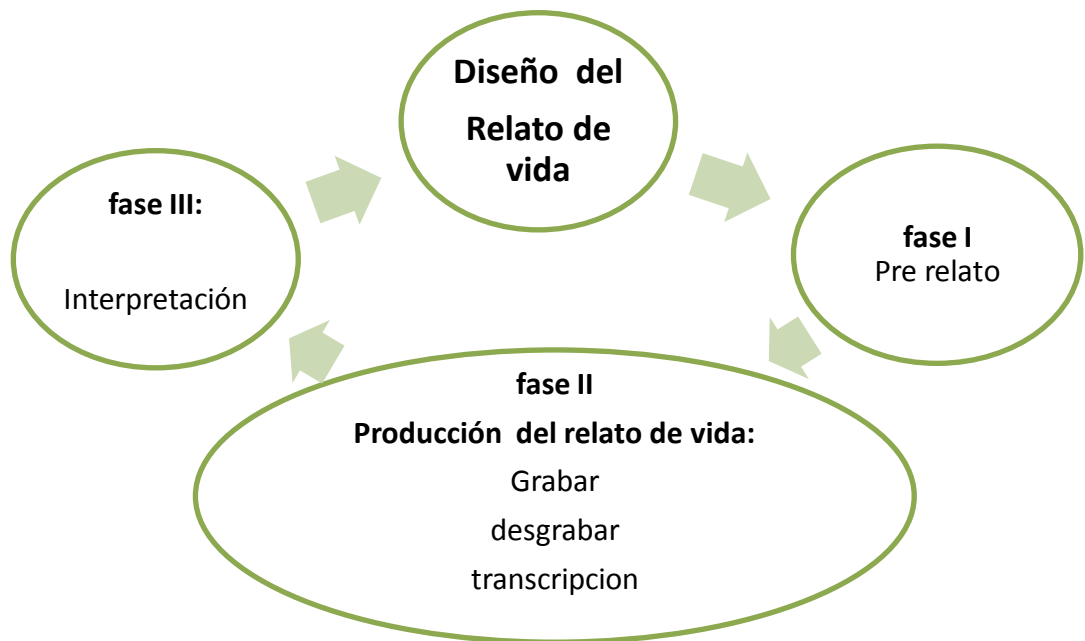 Diseño del
Relato de
vida
fase I
Pre relato
fase II
Producción del relato de vida:
Grabar
desgrabar
transcripcion
fase III:
Interpretación